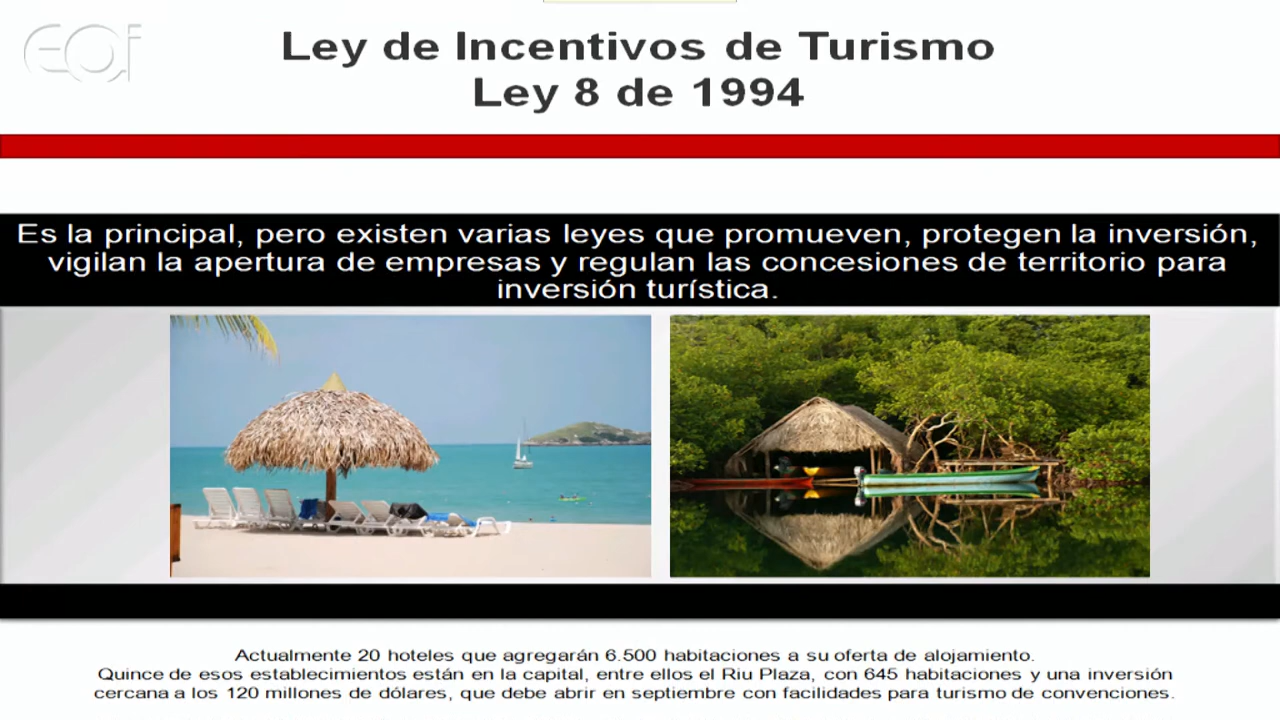 EOI
Ley de Incentivos de Turismo
Ley 8 de 1994
Es la principal, pero existen varias leyes que promueven, protegen la inversión,
vigilan la apertura de empresas y regulan las concesiones de territorio para
inversión turística.
Actualmente 20 hoteles que agregarán 6.500 habitaciones a su oferta de alojamiento.
Quince de esos establecimientos están en la capital, entre ellos el Riu Plaza, con 645 habitaciones y una inversión
cercana a los 120 millones de dólares, que debe abrir en septiembre con facilidades para turismo de convenciones.